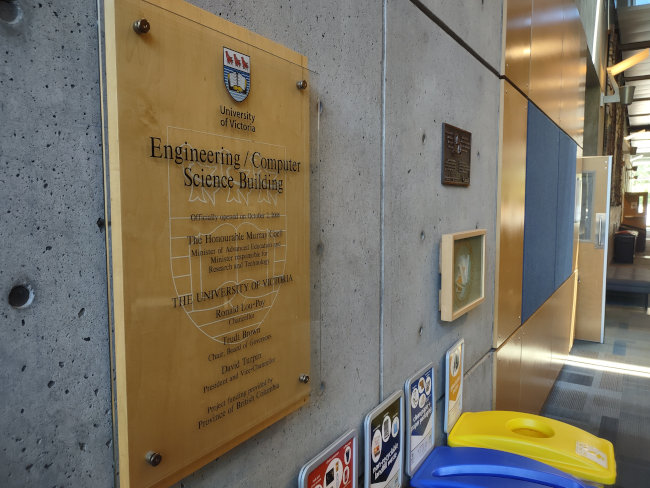 University
of Victoria
Engineering / Computer
Science Building
Officially opened on October 2, 2008
The Honourable Murray Coell
Minister of Advanced Education and
Minister responsible for
Research and Technology
THE UNIVERSITY OF VICTORIA
Ronald Lou-Poy
Chancellor
Trudi Brown
Chair, Board of Governors
David Turpin
President and Vice-Chancellor
Project funding provided by
Province of British Columbia